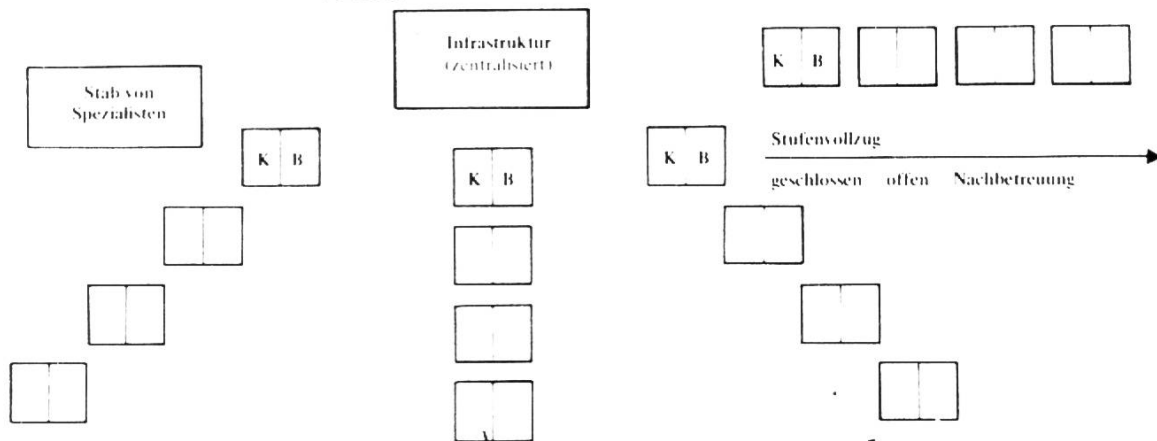 Infrastruktur
(zentralisiert)
K B
Stab von
Spezialisten
K B
K B
K B
Stufenvollzug
geschlossen offen Nachbetreuung